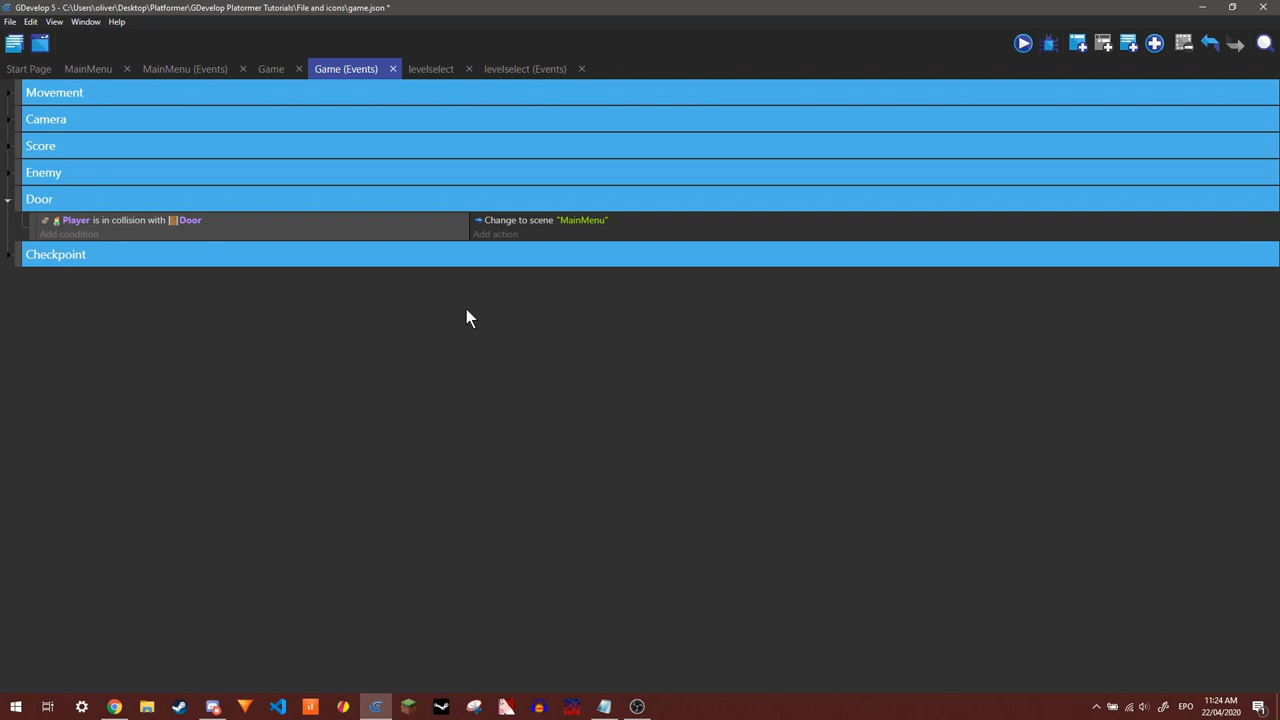 GDevelop 5 - C:\Users\oliver\Desktop\Platformer\GDevelop Platormer Tutorials\File and icons\game.json *
File Edit View Window Help
Start Page MainMenu MainMenu (Events) Game Game (Events) levelselect levelselect (Events)
Movement
Camera
Score
Enemy
Door
Player is in collision with Door Change to scene "MainMenu"
Add condition Add action
Checkpoint
EPO
11:24 AM
22/04/2020